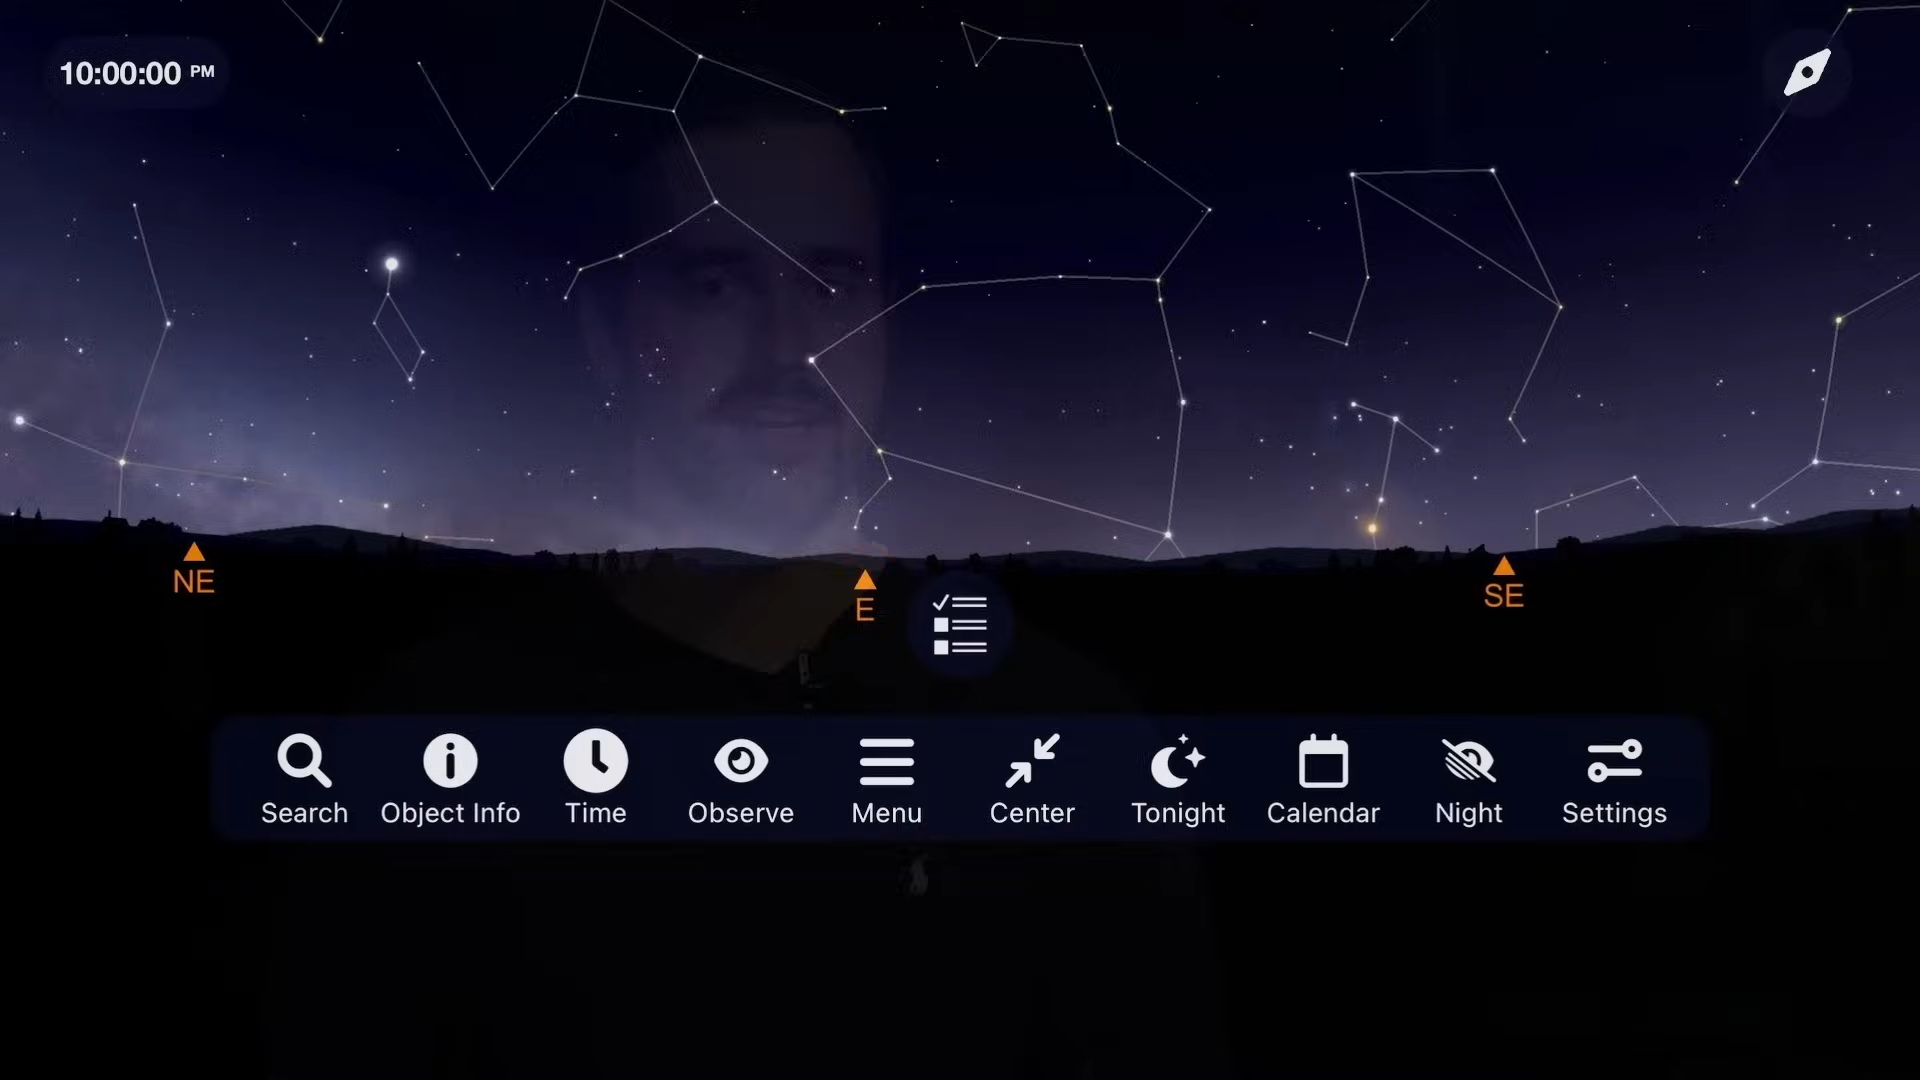 10:00:00 PM
NE
E
SE
Search Object Info Time Observe Menu Center Tonight Calendar Night Settings